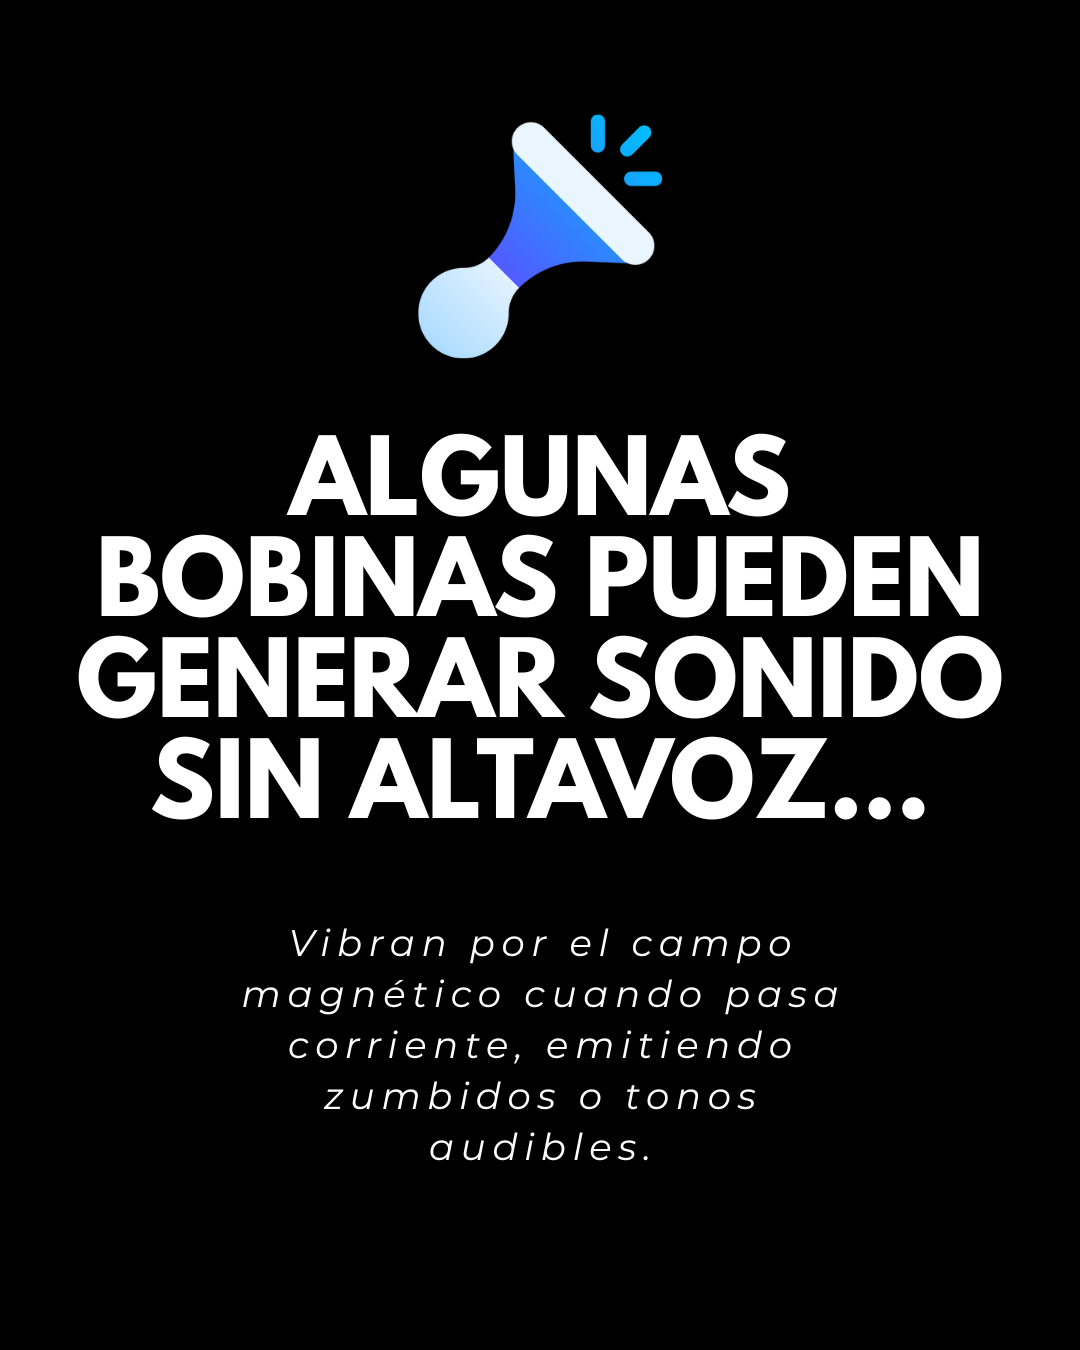 ALGUNAS
BOBINAS PUEDEN
GENERAR SONIDO
SIN ALTAVOZ...
Vibran por el campo
magnético cuando pasa
corriente, emitiendo
zumbidos o tonos
audibles.